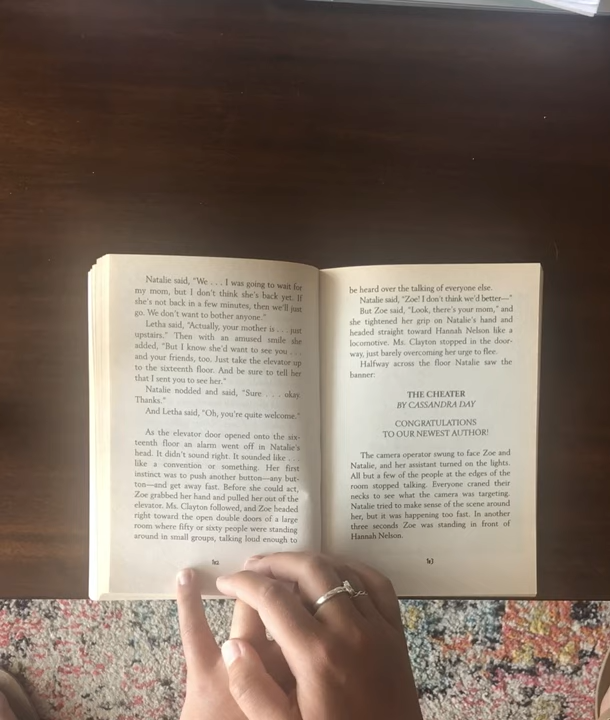 Natalie said, "We . . . I was going to wait for
my mom, but I don't think she's back yet. If
she's not back in a few minutes, then we'll just
go. We don't want to bother anyone."
Letha said, "Actually, your mother is . . . just
upstairs." Then with an amused smile she
added, "But I know she'd want to see you . . .
and your friends, too. Just take the elevator up
to the sixteenth floor. And be sure to tell her
that I sent you to see her."
Natalie nodded and said, "Sure . . . okay.
Thanks."
And Letha said, "Oh, you're quite welcome."
As the elevator door opened onto the six-
teenth floor an alarm went off in Natalie's
head. It didn't sound right. It sounded like . . .
like a convention or something. Her first
instinct was to push another button—any but-
ton—and get away fast. Before she could act,
Zoe grabbed her hand and pulled her out of the
elevator. Ms. Clayton followed, and Zoe headed
right toward the open double doors of a large
room where fifty or sixty people were standing
around in small groups, talking loud enough to
be heard over the talking of everyone else.
Natalie said, "Zoe! I don't think we'd better—"
But Zoe said, "Look, there's your mom," and
she tightened her grip on Natalie's hand and
headed straight toward Hannah Nelson like a
locomotive. Ms. Clayton stopped in the door-
way, just barely overcoming her urge to flee.
Halfway across the floor Natalie saw the
banner:
THE CHEATER
BY CASSANDRA DAY
CONGRATULATIONS
TO OUR NEWEST AUTHOR!
The camera operator swung to face Zoe and
Natalie, and her assistant turned on the lights.
All but a few of the people at the edges of the
room stopped talking. Everyone craned their
necks to see what the camera was targeting.
Natalie tried to make sense of the scene around
her, but it was happening too fast. In another
three seconds Zoe was standing in front of
Hannah Nelson.